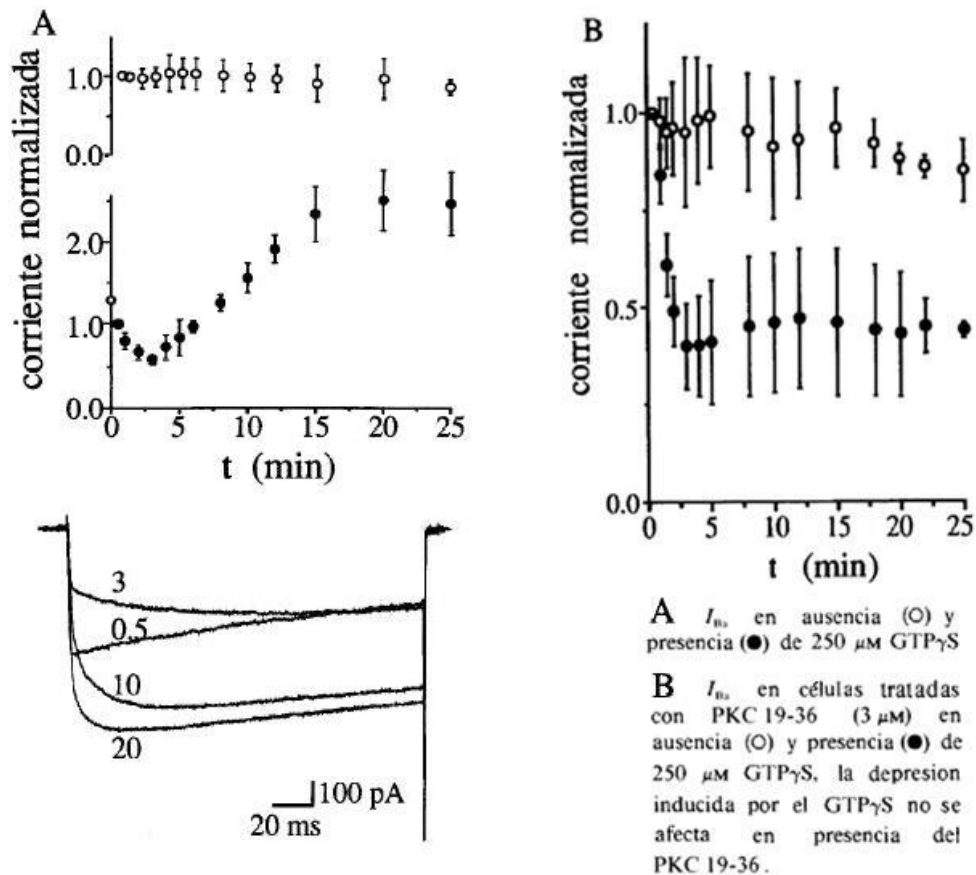 A
corriente normalizada
1.0
0.0
2.0
1.0
0.0
0 5 10 15 20 25
t (min)
3
0.5
10
20
100 pA
20 ms
B
corriente normalizada
1.0
0.5
0.0
0 5 10 15 20 25
t (min)
A I_Ba en ausencia (○) y
presencia (●) de 250 μM GTPγS
B I_Ba en células tratadas
con PKC 19-36 (3 μM) en
ausencia (○) y presencia (●) de
250 μM GTPγS, la depresion
inducida por el GTPγS no se
afecta en presencia del
PKC 19-36.